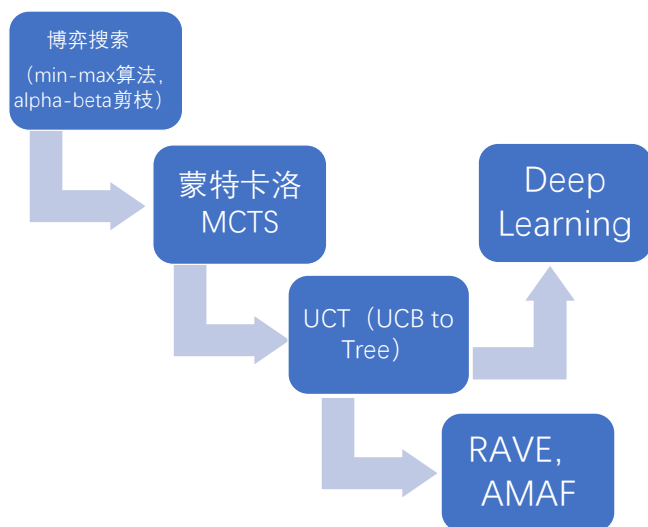 博弈搜索
（min-max算法，
alpha-beta剪枝）
蒙特卡洛
MCTS
Deep
Learning
UCT（UCB to
Tree）
RAVE，
AMAF